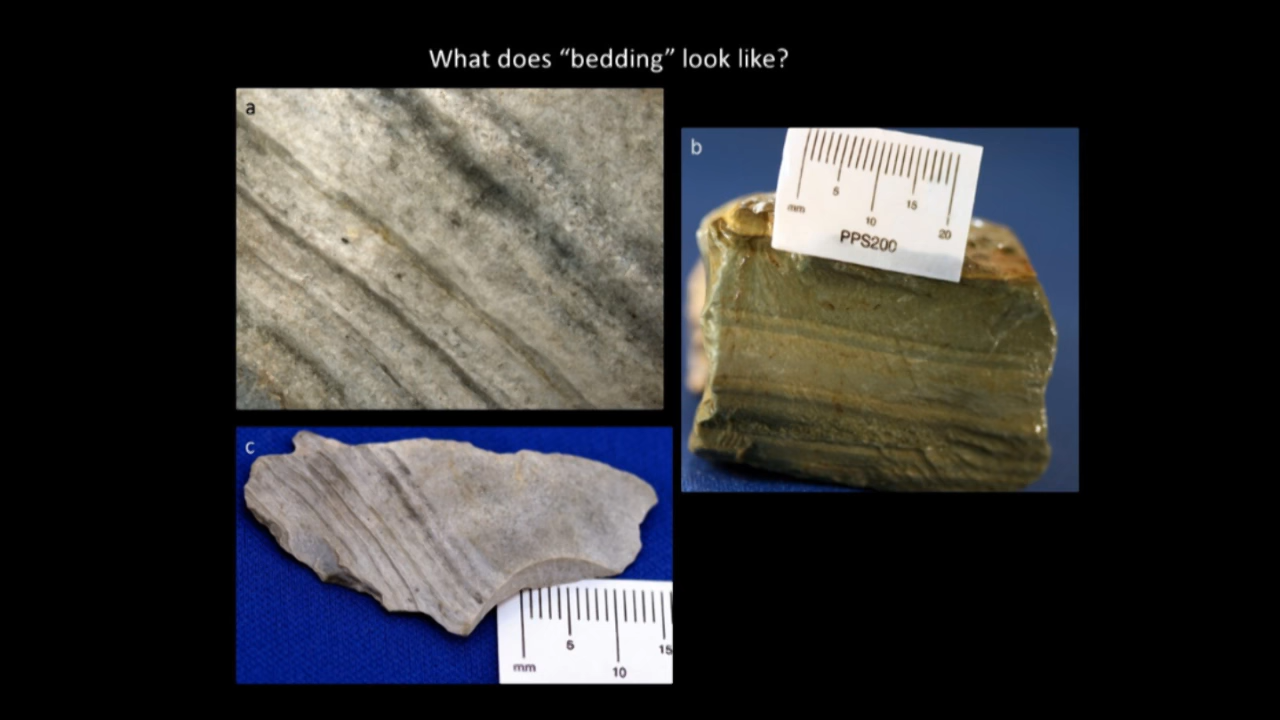 What does “bedding” look like?
a
b
mm 5 10 15 20
PPS200
c
mm 5 10 15